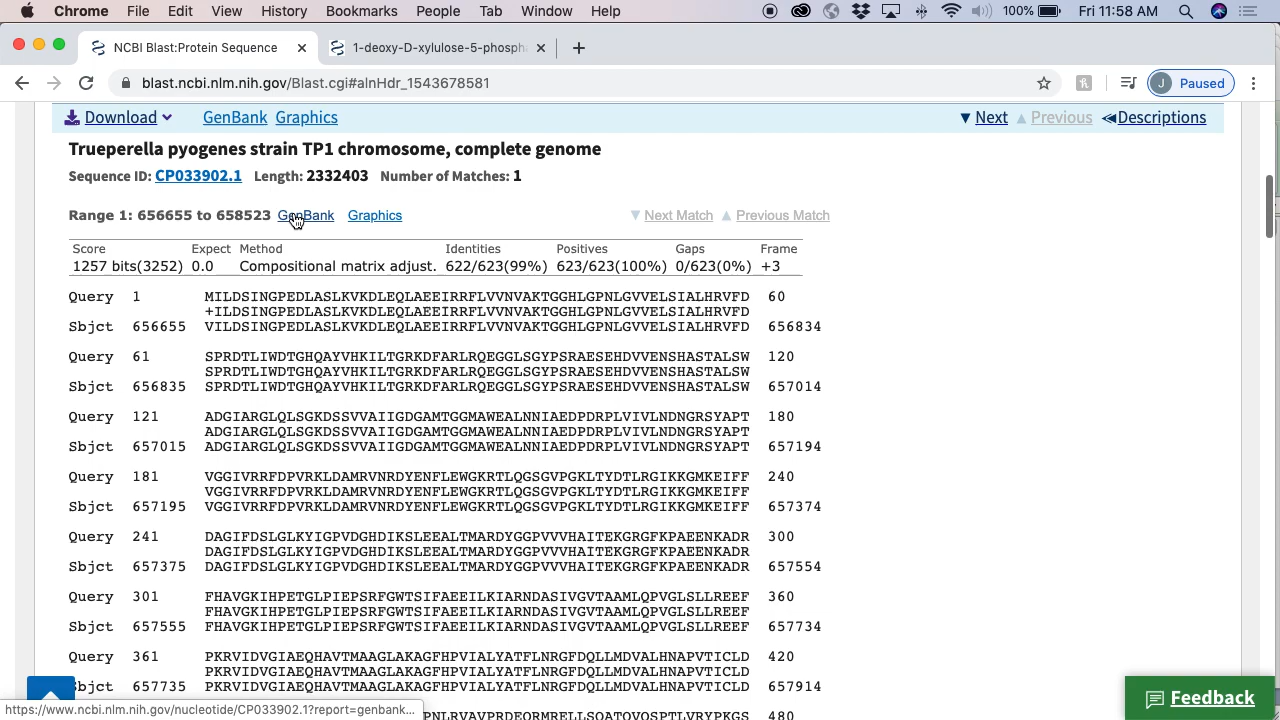 Chrome File Edit View History Bookmarks People Tab Window Help 100% Fri 11:58 AM
NCBI Blast:Protein Sequence 1-deoxy-D-xylulose-5-phosph
blast.ncbi.nlm.nih.gov/Blast.cgi#alnHdr_1543678581 J Paused
Download GenBank Graphics Next Previous Descriptions
Trueperella pyogenes strain TP1 chromosome, complete genome
Sequence ID: CP033902.1 Length: 2332403 Number of Matches: 1
Range 1: 656655 to 658523 GenBank Graphics Next Match Previous Match
Score Expect Method Identities Positives Gaps Frame
1257 bits(3252) 0.0 Compositional matrix adjust. 622/623(99%) 623/623(100%) 0/623(0%) +3
Query 1 MILDSINGPEDLASLKVKDLEQLAEEIRRFLVVNVAKTGGHLGPNLGVVELSIALHRVFD 60
+ILDSINGPEDLASLKVKDLEQLAEEIRRFLVVNVAKTGGHLGPNLGVVELSIALHRVFD
Sbjct 656655 VILDSINGPEDLASLKVKDLEQLAEEIRRFLVVNVAKTGGHLGPNLGVVELSIALHRVFD 656834
Query 61 SPRDTLIWDTGHQAYVHKILTGRKDFARLRQEGGLSGYPSRAESEHDVVENSHASTALSW 120
SPRDTLIWDTGHQAYVHKILTGRKDFARLRQEGGLSGYPSRAESEHDVVENSHASTALSW
Sbjct 656835 SPRDTLIWDTGHQAYVHKILTGRKDFARLRQEGGLSGYPSRAESEHDVVENSHASTALSW 657014
Query 121 ADGIARGLQLSGKDSSVVAIIGDGAMTGGMAWEALNNIAEDPDRPLVIVLNDNGRSYAPT 180
ADGIARGLQLSGKDSSVVAIIGDGAMTGGMAWEALNNIAEDPDRPLVIVLNDNGRSYAPT
Sbjct 657015 ADGIARGLQLSGKDSSVVAIIGDGAMTGGMAWEALNNIAEDPDRPLVIVLNDNGRSYAPT 657194
Query 181 VGGIVRRFDPVRKLDAMRVNRDYENFLEWGKRTLQGSGVPGKLTYDTLRGIKKGMKEIFF 240
VGGIVRRFDPVRKLDAMRVNRDYENFLEWGKRTLQGSGVPGKLTYDTLRGIKKGMKEIFF
Sbjct 657195 VGGIVRRFDPVRKLDAMRVNRDYENFLEWGKRTLQGSGVPGKLTYDTLRGIKKGMKEIFF 657374
Query 241 DAGIFDSLGLKYIGPVDGHDIKSLEEALTMARDYGGPVVVHAITEKGRGFKPAEENKADR 300
DAGIFDSLGLKYIGPVDGHDIKSLEEALTMARDYGGPVVVHAITEKGRGFKPAEENKADR
Sbjct 657375 DAGIFDSLGLKYIGPVDGHDIKSLEEALTMARDYGGPVVVHAITEKGRGFKPAEENKADR 657554
Query 301 FHAVGKIHPETGLPIEPSRFGWTSIFAEEILKIARNDASIVGVTAAMLQPVGLSLLREEF 360
FHAVGKIHPETGLPIEPSRFGWTSIFAEEILKIARNDASIVGVTAAMLQPVGLSLLREEF
Sbjct 657555 FHAVGKIHPETGLPIEPSRFGWTSIFAEEILKIARNDASIVGVTAAMLQPVGLSLLREEF 657734
Query 361 PKRVIDVGIAEQHAVTMAAGLAKAGFHPVIALYATFLNRGFDQLLMDVALHNAPVTICLD 420
PKRVIDVGIAEQHAVTMAAGLAKAGFHPVIALYATFLNRGFDQLLMDVALHNAPVTICLD
bjct 657735 PKRVIDVGIAEQHAVTMAAGLAKAGFHPVIALYATFLNRGFDQLLMDVALHNAPVTICLD 657914
Feedback
https://www.ncbi.nlm.nih.gov/nucleotide/CP033902.1?report=genbank...
PNLRVAVPRDEQRMRELLSQATQVQSPTLVRYPKGS 480